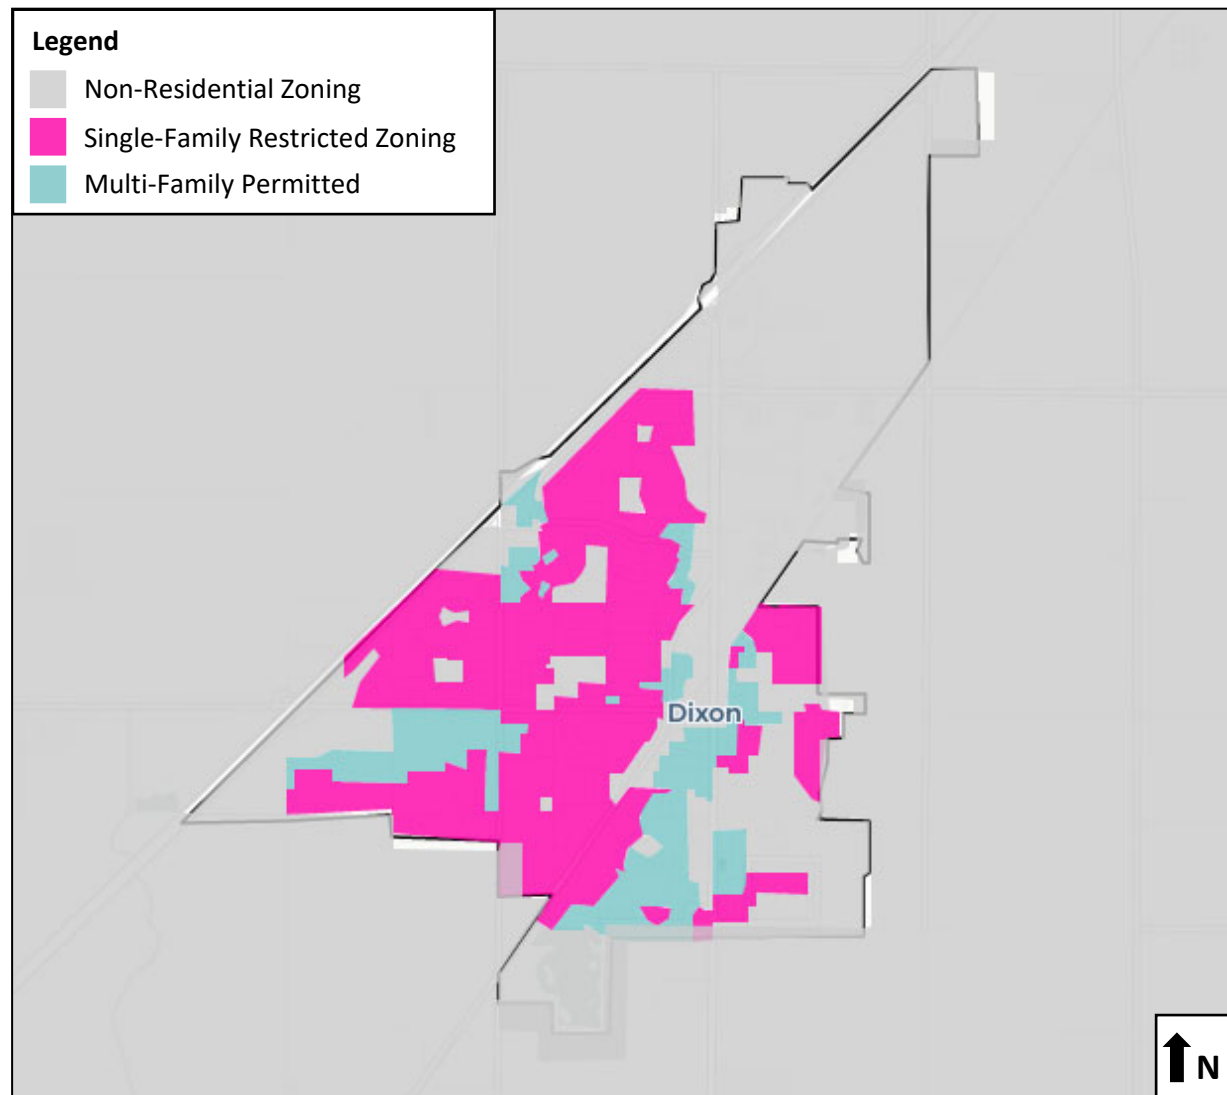 Legend
Non-Residential Zoning
Single-Family Restricted Zoning
Multi-Family Permitted
Dixon
N